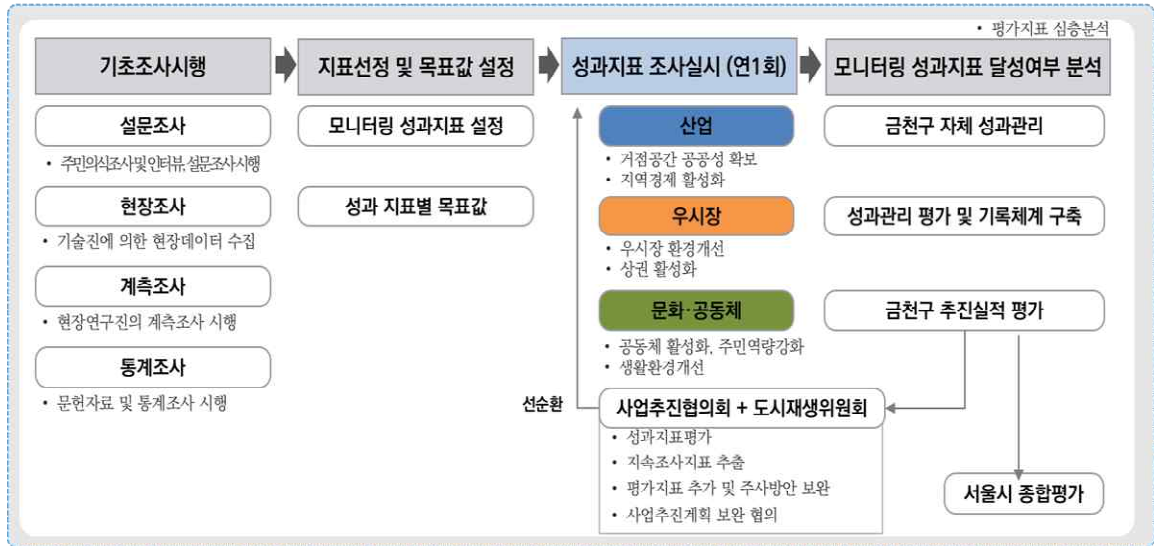 • 평가지표 심층분석
기초조사시행
지표선정 및 목표값 설정
성과지표 조사실시 (연1회)
모니터링 성과지표 달성여부 분석
설문조사
• 주민의식조사 및 인터뷰, 설문조사 시행
현장조사
• 기술진에 의한 현장데이터 수집
계측조사
• 현장연구진의 계측조사 시행
통계조사
• 문헌자료 및 통계조사 시행
모니터링 성과지표 설정
성과 지표별 목표값
산업
• 거점공간 공공성 확보
• 지역경제 활성화
우시장
• 우시장 환경개선
• 상권 활성화
문화·공동체
• 공동체 활성화, 주민역량강화
• 생활환경개선
선순환
사업추진협의회 + 도시재생위원회
• 성과지표평가
• 지속조사지표 추출
• 평가지표 추가 및 주사방안 보완
• 사업추진계획 보완 협의
금천구 자체 성과관리
성과관리 평가 및 기록체계 구축
금천구 추진실적 평가
서울시 종합평가